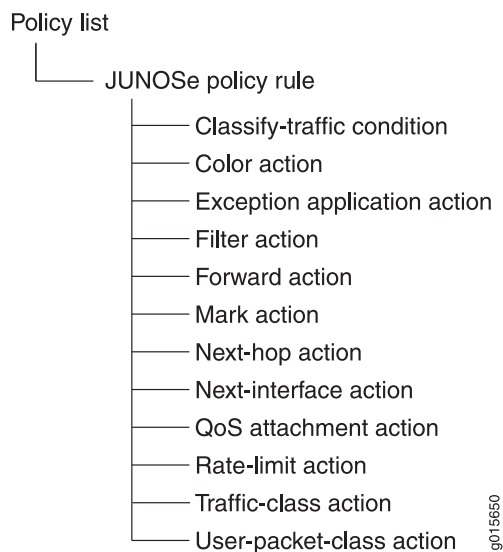 Policy list
JUNOSe policy rule
Classify-traffic condition
Color action
Exception application action
Filter action
Forward action
Mark action
Next-hop action
Next-interface action
QoS attachment action
Rate-limit action
Traffic-class action
User-packet-class action
g015650